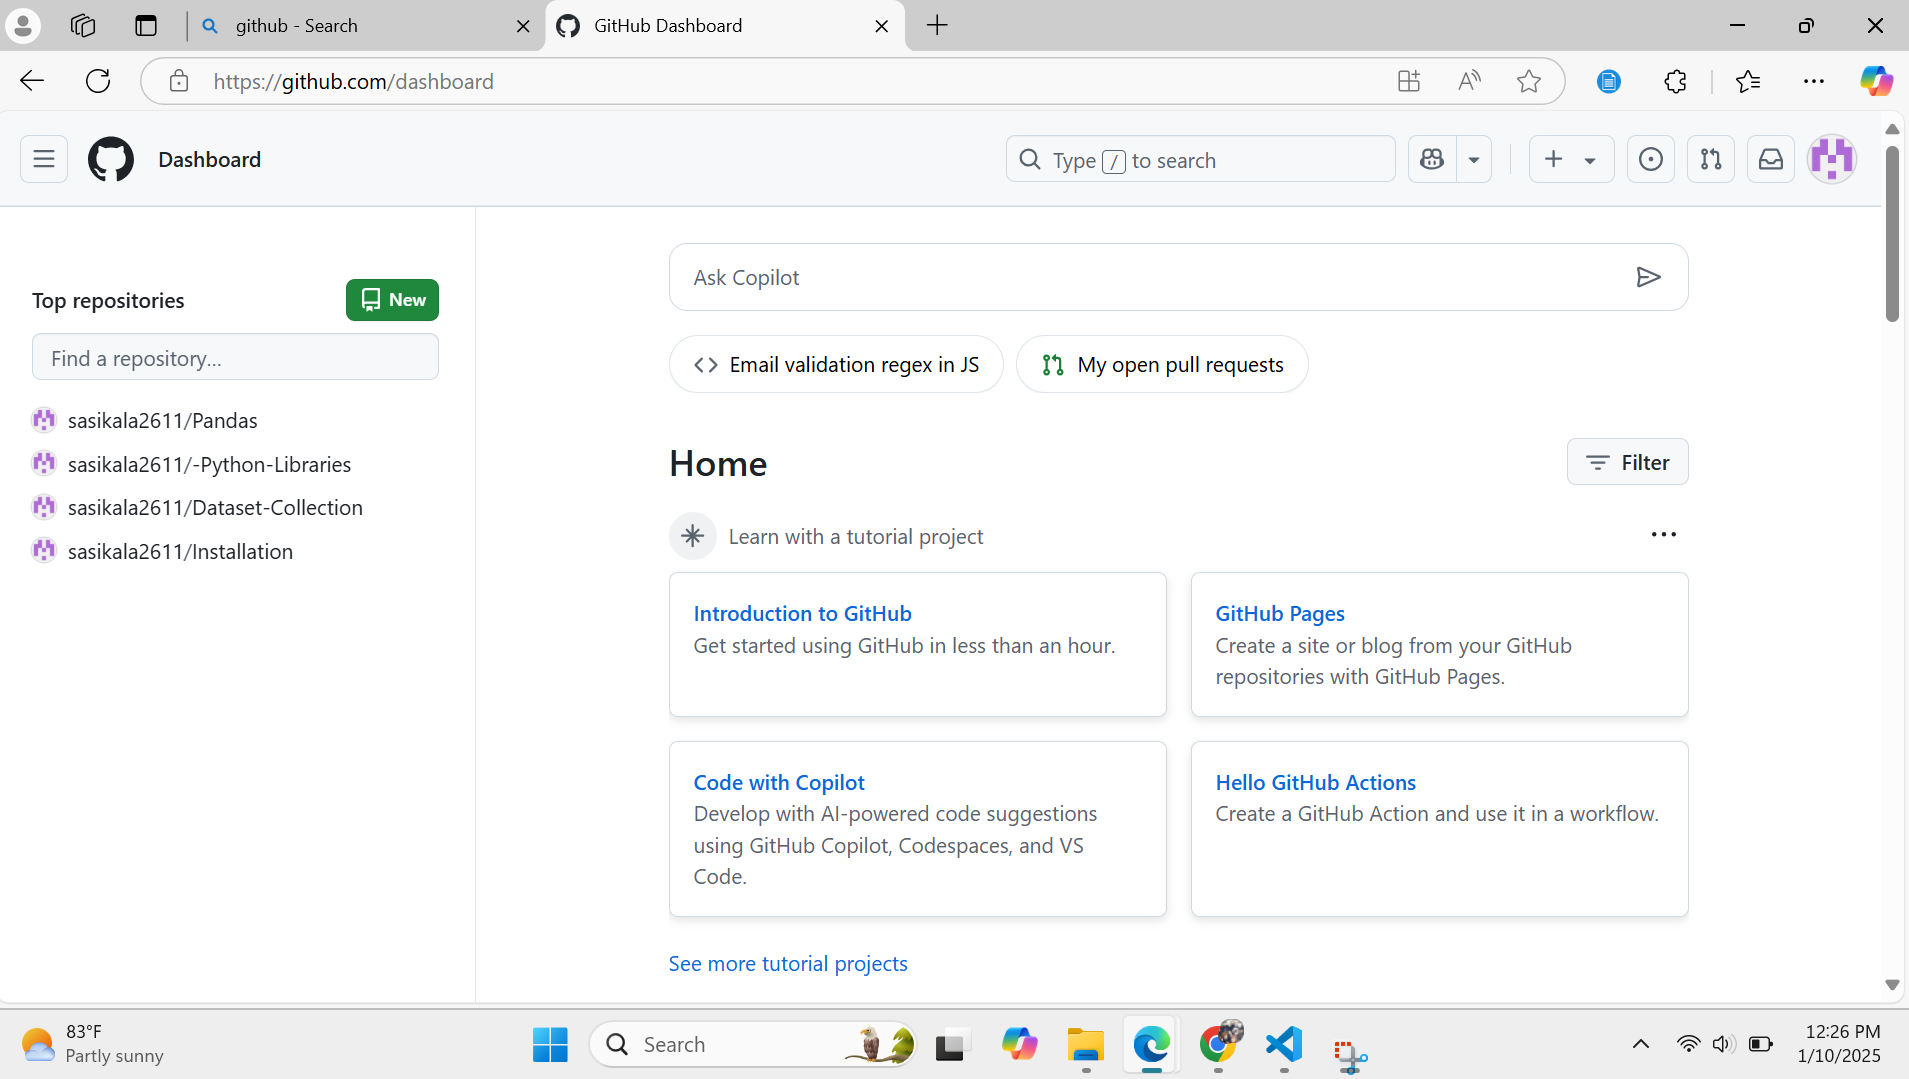 github - Search
GitHub Dashboard
https://github.com/dashboard
Dashboard
Type / to search
Top repositories
New
Find a repository...
sasikala2611/Pandas
sasikala2611/-Python-Libraries
sasikala2611/Dataset-Collection
sasikala2611/Installation
Ask Copilot
Email validation regex in JS
My open pull requests
Home
Filter
Learn with a tutorial project
Introduction to GitHub
Get started using GitHub in less than an hour.
GitHub Pages
Create a site or blog from your GitHub
repositories with GitHub Pages.
Code with Copilot
Develop with AI-powered code suggestions
using GitHub Copilot, Codespaces, and VS
Code.
Hello GitHub Actions
Create a GitHub Action and use it in a workflow.
See more tutorial projects
83°F
Partly sunny
Search
12:26 PM
1/10/2025